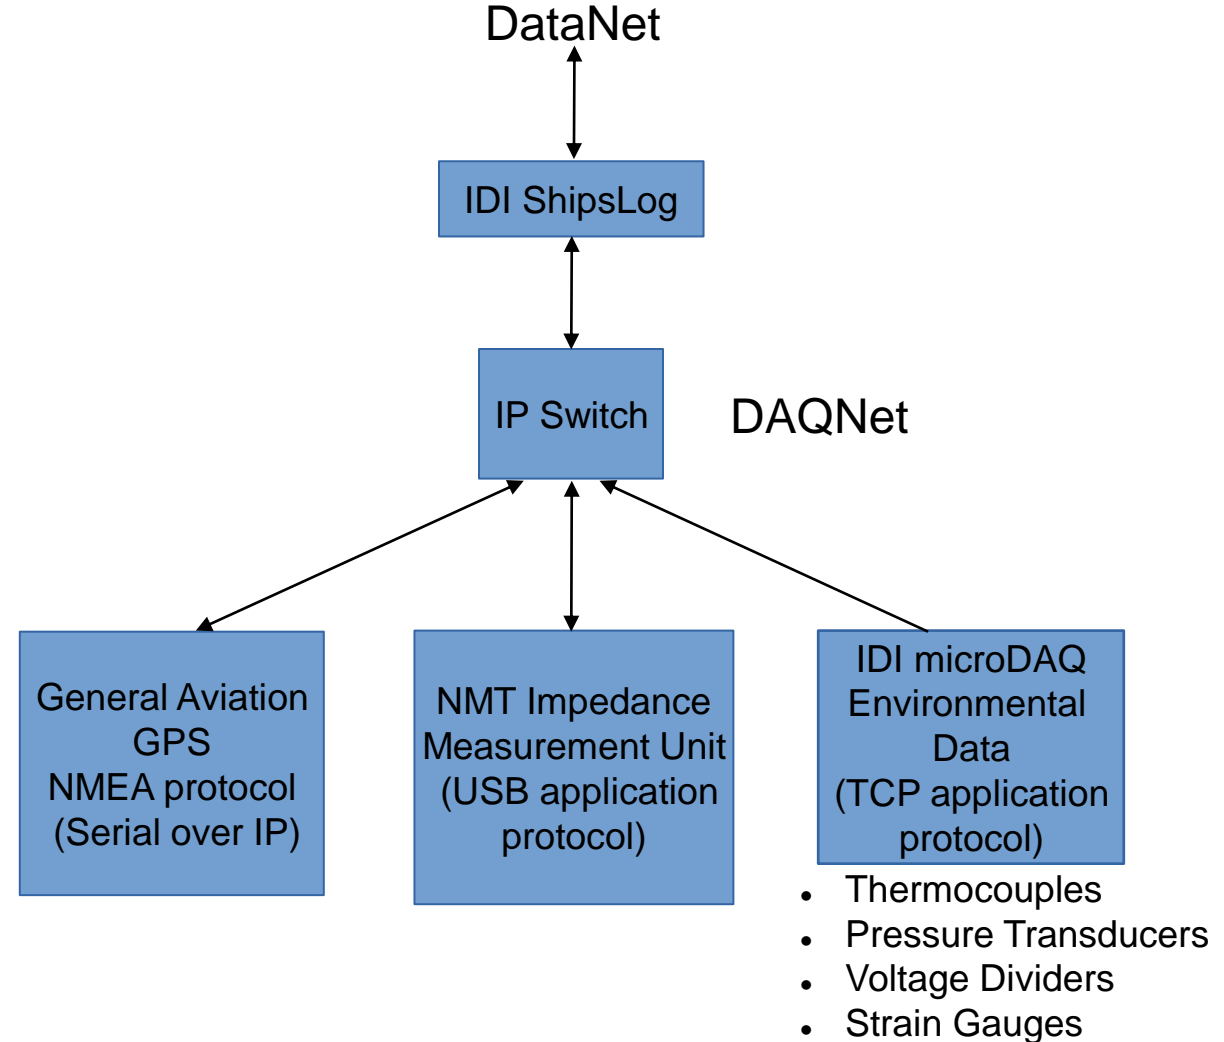 DataNet
IDI ShipsLog
IP Switch
DAQNet
General Aviation
GPS
NMEA protocol
(Serial over IP)
NMT Impedance
Measurement Unit
(USB application
protocol)
IDI microDAQ
Environmental
Data
(TCP application
protocol)
• Thermocouples
• Pressure Transducers
• Voltage Dividers
• Strain Gauges